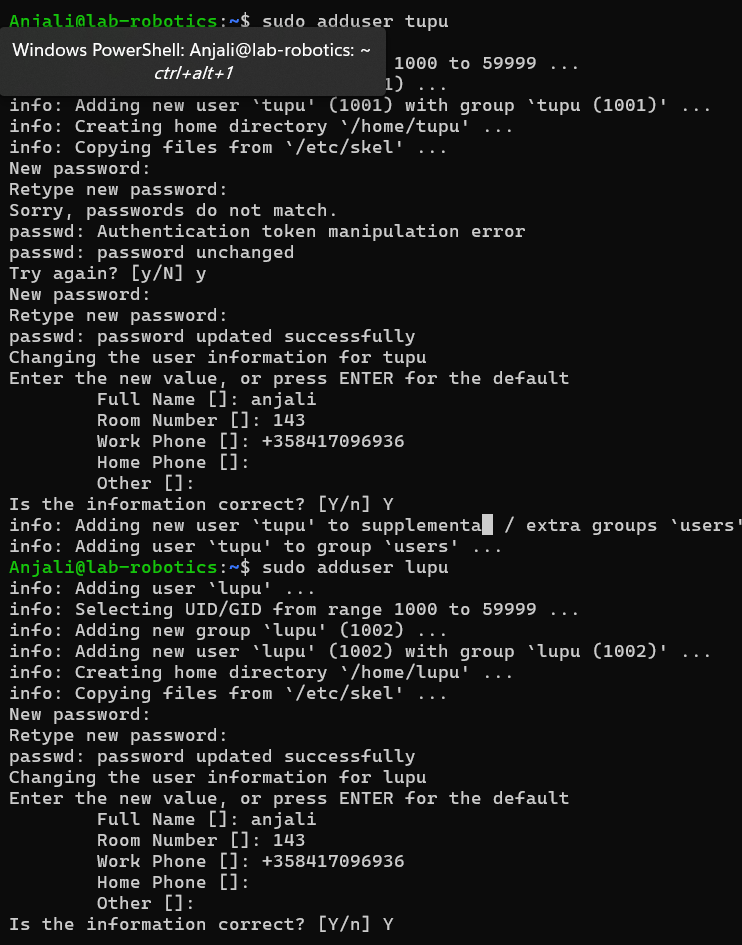 Anjali@lab-robotics:~$ sudo adduser tupu
Windows PowerShell: Anjali@lab-robotics: ~
ctrl+alt+1
1000 to 59999 ...
1) ...
info: Adding new user `tupu' (1001) with group `tupu (1001)' ...
info: Creating home directory `/home/tupu' ...
info: Copying files from `/etc/skel' ...
New password:
Retype new password:
Sorry, passwords do not match.
passwd: Authentication token manipulation error
passwd: password unchanged
Try again? [y/N] y
New password:
Retype new password:
passwd: password updated successfully
Changing the user information for tupu
Enter the new value, or press ENTER for the default
Full Name []: anjali
Room Number []: 143
Work Phone []: +358417096936
Home Phone []:
Other []:
Is the information correct? [Y/n] Y
info: Adding new user `tupu' to supplementa / extra groups `users'
info: Adding user `tupu' to group `users' ...
Anjali@lab-robotics:~$ sudo adduser lupu
info: Adding user `lupu' ...
info: Selecting UID/GID from range 1000 to 59999 ...
info: Adding new group `lupu' (1002) ...
info: Adding new user `lupu' (1002) with group `lupu (1002)' ...
info: Creating home directory `/home/lupu' ...
info: Copying files from `/etc/skel' ...
New password:
Retype new password:
passwd: password updated successfully
Changing the user information for lupu
Enter the new value, or press ENTER for the default
Full Name []: anjali
Room Number []: 143
Work Phone []: +358417096936
Home Phone []:
Other []:
Is the information correct? [Y/n] Y